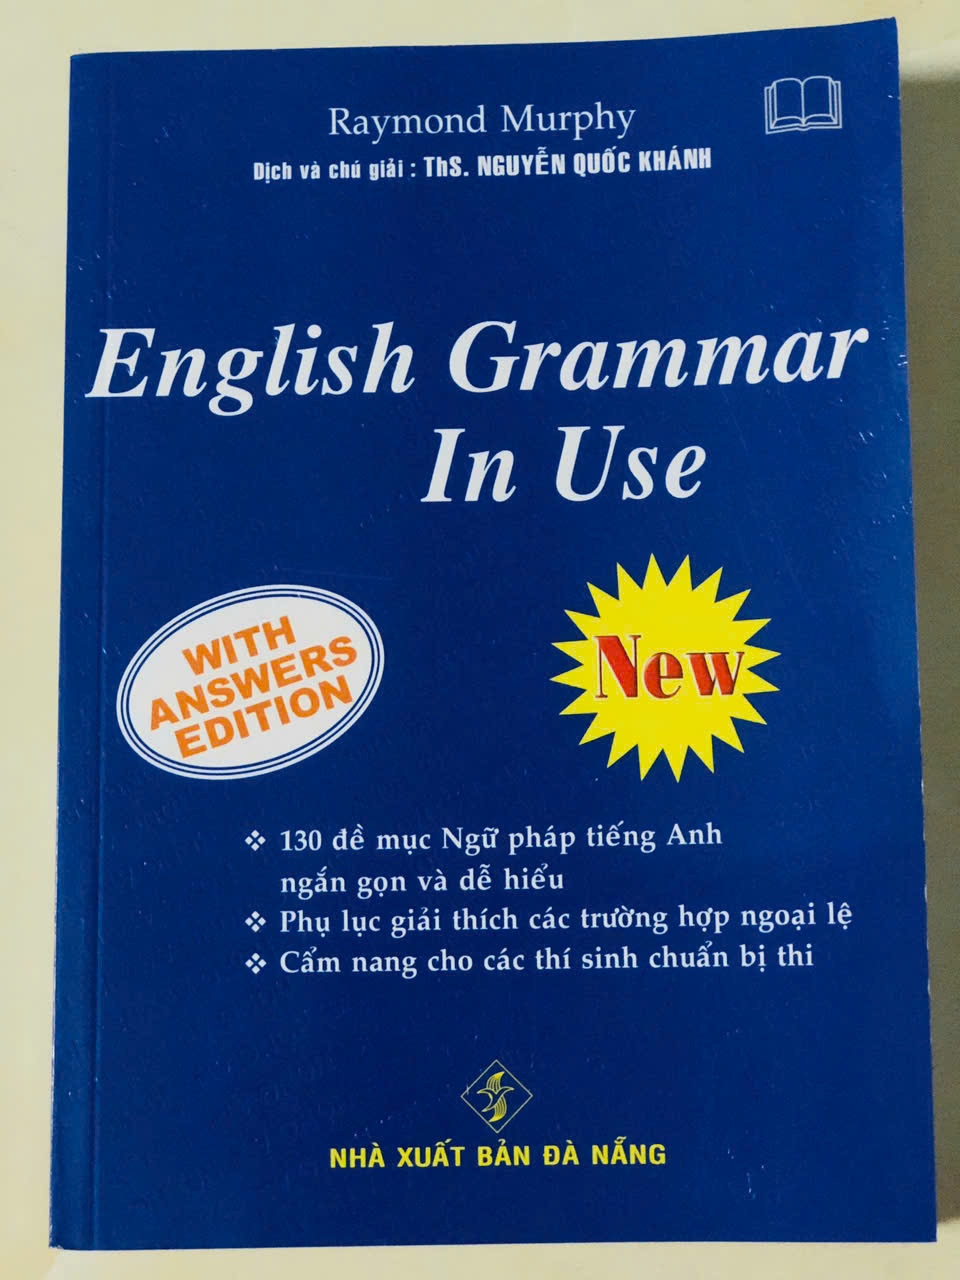 Raymond Murphy
Dịch và chú giải : ThS. NGUYỄN QUỐC KHÁNH
English Grammar
In Use
WITH
ANSWERS
EDITION
New
❖ 130 đề mục Ngữ pháp tiếng Anh
ngắn gọn và dễ hiểu
❖ Phụ lục giải thích các trường hợp ngoại lệ
❖ Cẩm nang cho các thí sinh chuẩn bị thi
NHÀ XUẤT BẢN ĐÀ NẴNG